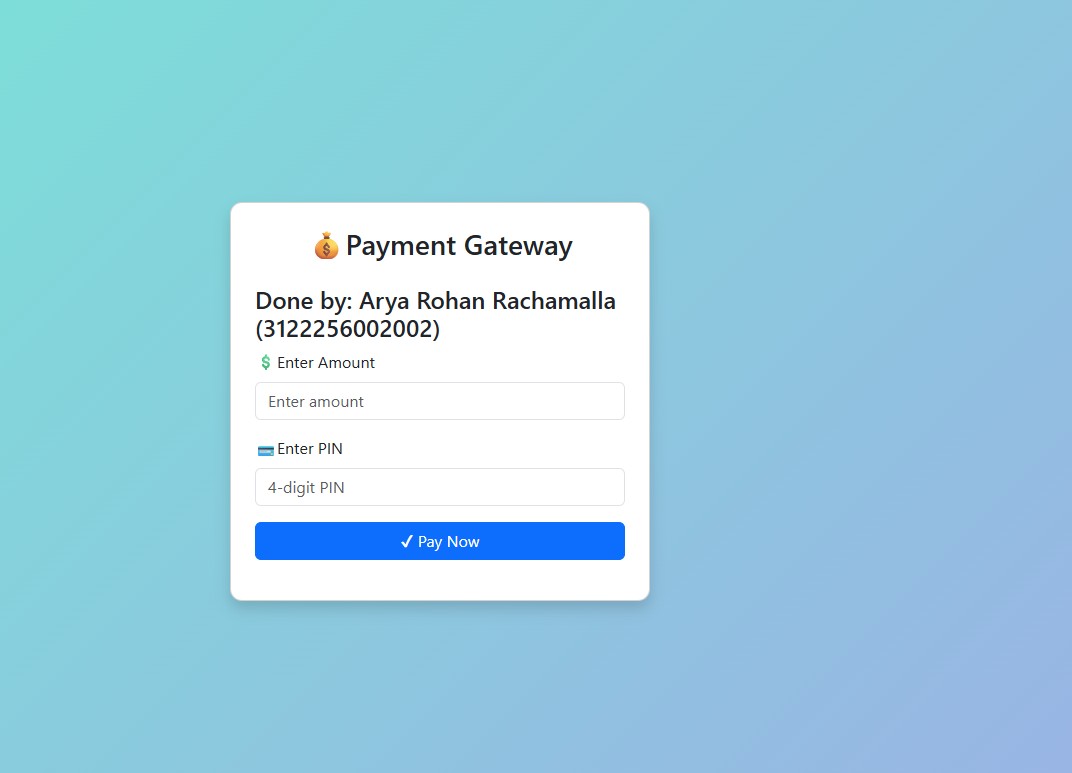 💰 Payment Gateway
Done by: Arya Rohan Rachamalla
(3122256002002)
💲 Enter Amount
Enter amount
💳 Enter PIN
4-digit PIN
✔ Pay Now